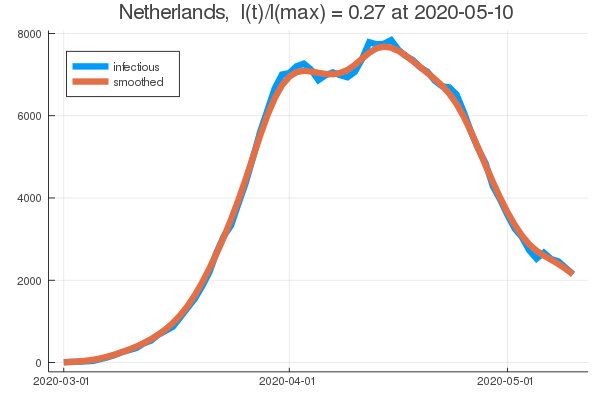 Netherlands,  I(t)/I(max) = 0.27 at 2020-05-10
8000
infectious
smoothed
6000
4000
2000
0
2020-03-01
2020-04-01
2020-05-01